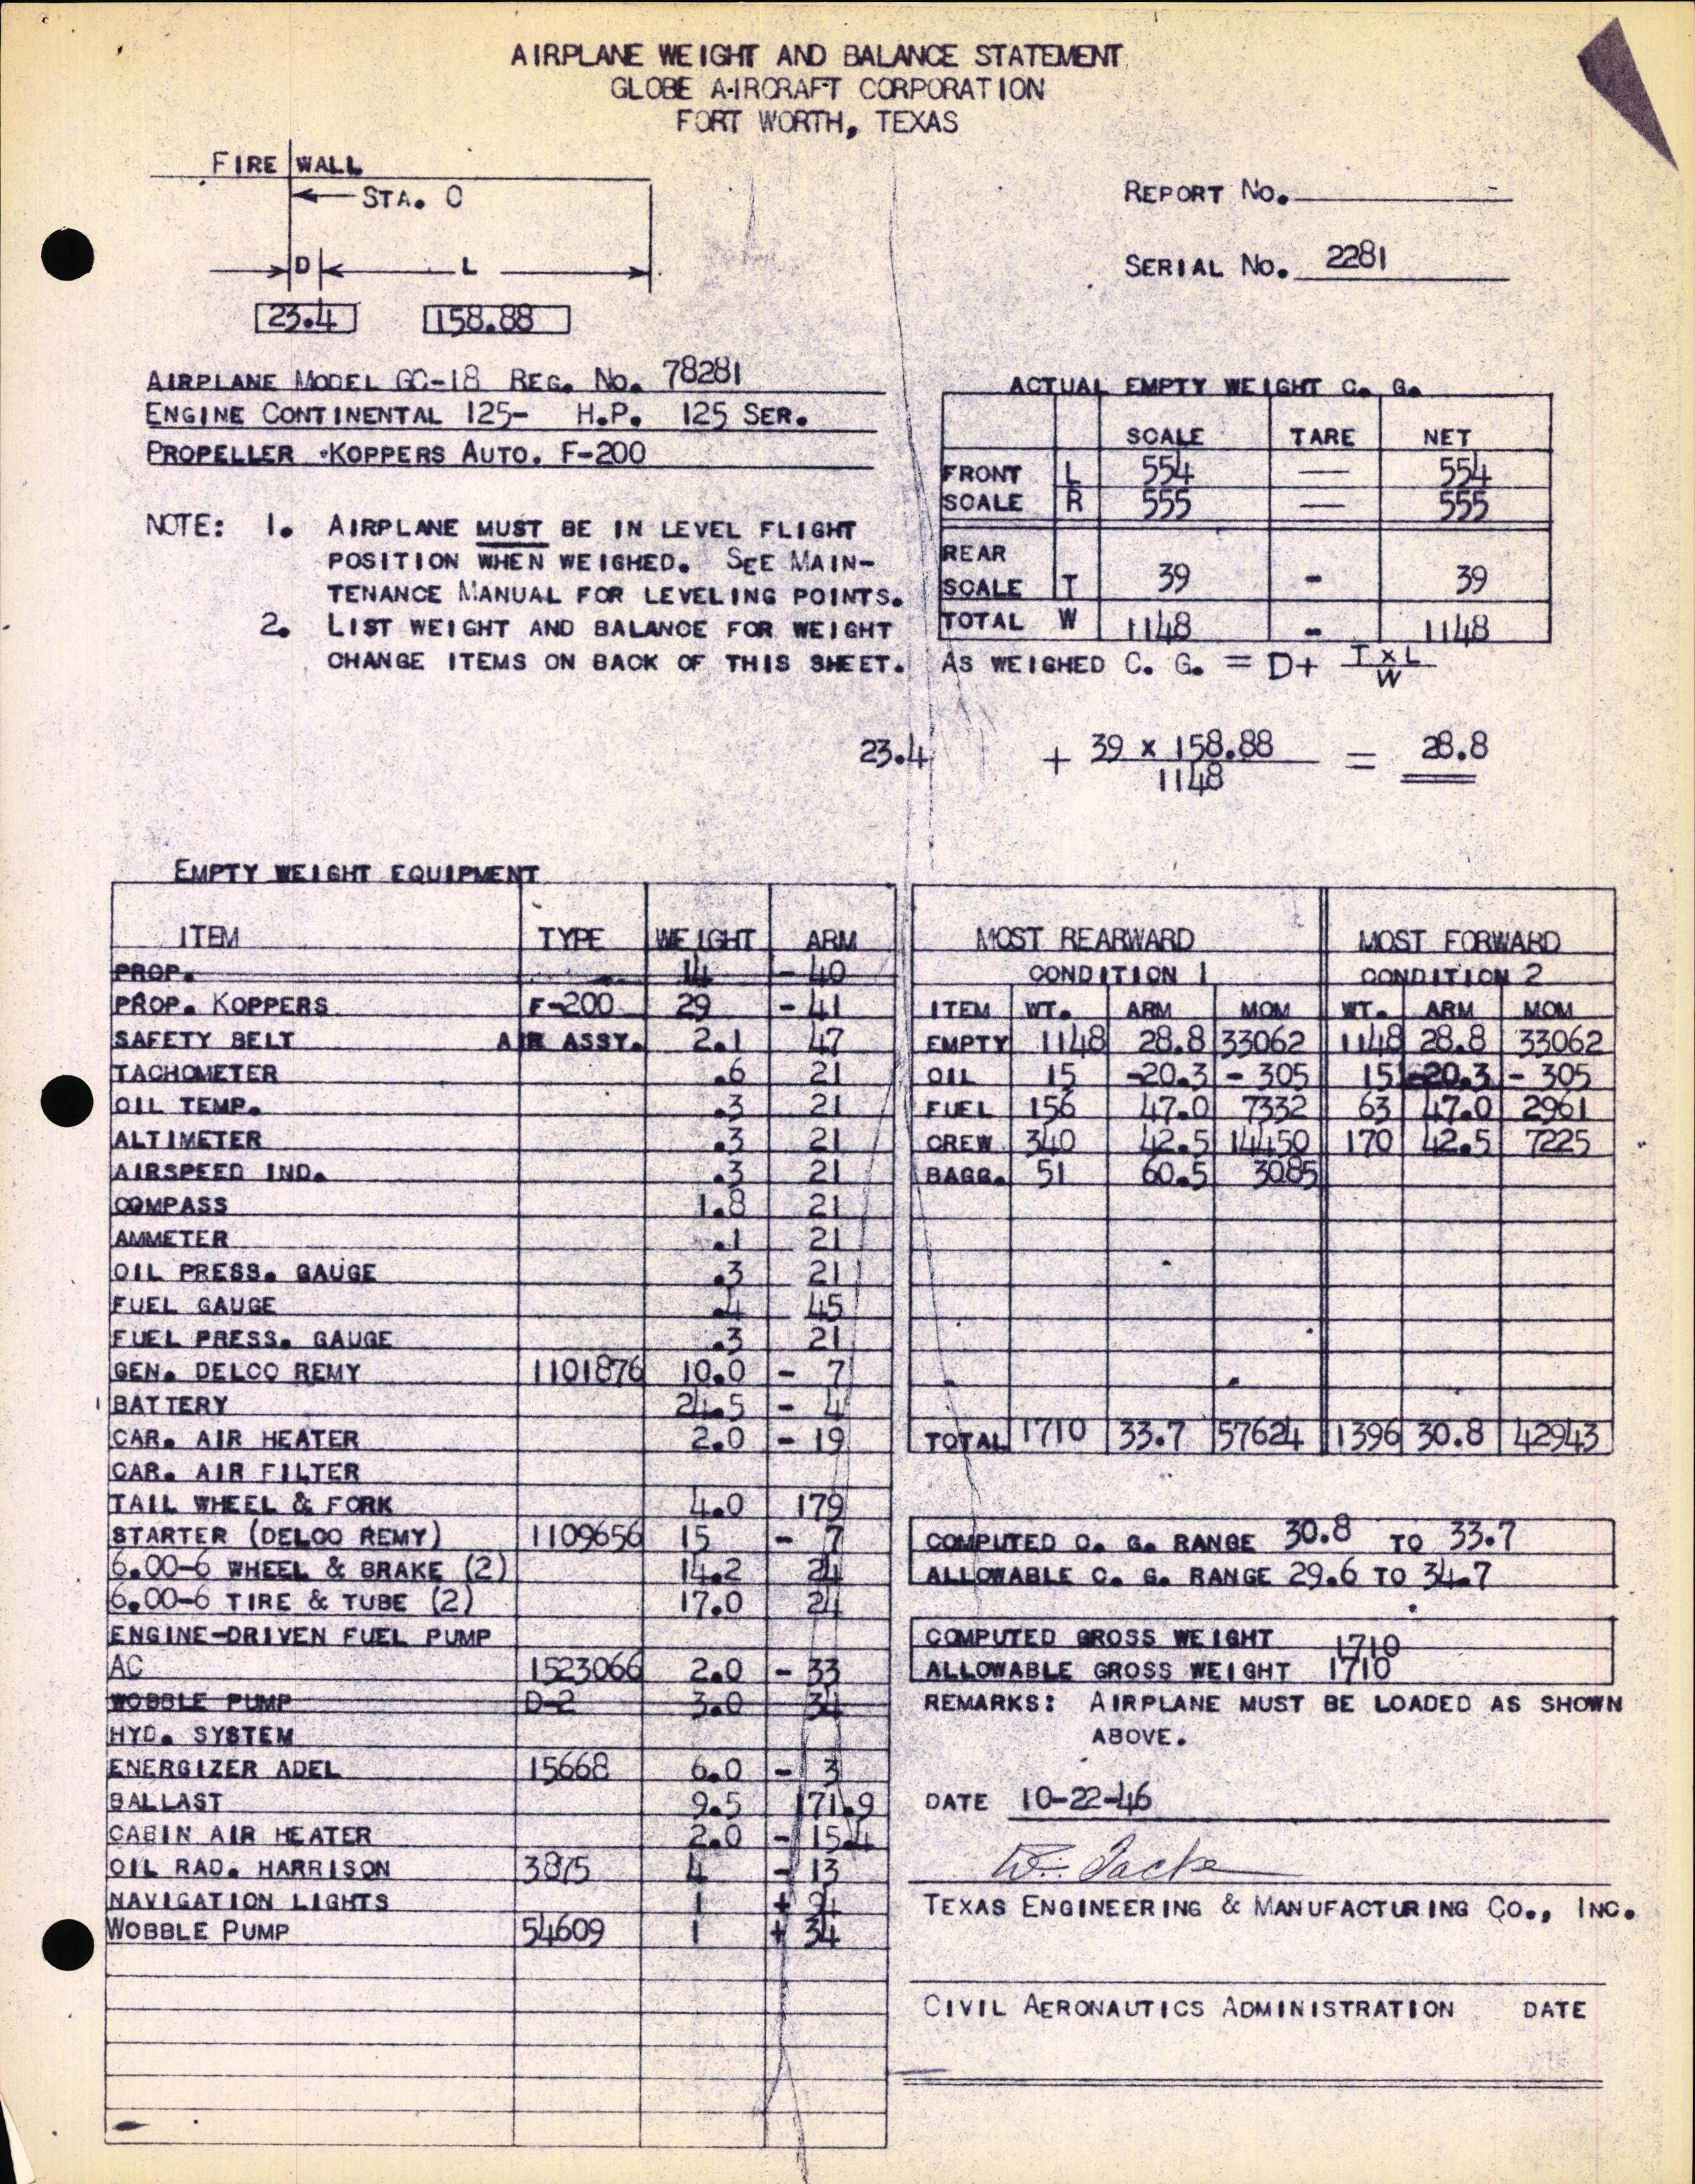 AIRPLANE WEIGHT AND BALANCE STATEMENT
GLOBE AIRCRAFT CORPORATION
FORT WORTH, TEXAS
FIRE WALL
STA. O
D L
23.4 158.88
REPORT NO.
SERIAL NO. 2281
AIRPLANE MODEL GC-1B REG. NO. 78281
ENGINE CONTINENTAL 125- H.P. 125 SER.
PROPELLER -KOPPERS AUTO. F-200
NOTE: 1. AIRPLANE MUST BE IN LEVEL FLIGHT
POSITION WHEN WEIGHED. SEE MAIN-
TENANCE MANUAL FOR LEVELING POINTS.
2. LIST WEIGHT AND BALANCE FOR WEIGHT
CHANGE ITEMS ON BACK OF THIS SHEET.
ACTUAL EMPTY WEIGHT C. G.
SCALE TARE NET
FRONT L 554 — 554
SCALE R 555 — 555
REAR
SCALE T 39 - 39
TOTAL W 1148 - 1148
AS WEIGHED C. G. = D+ T x L
W
23.4 + 39 x 158.88 = 28.8
1148
EMPTY WEIGHT EQUIPMENT
ITEM TYPE WEIGHT ARM
PROP. 14 - 40
PROP. KOPPERS F-200 29 - 41
SAFETY BELT AIR ASSY. 2.1 47
TACHOMETER .6 21
OIL TEMP. .3 21
ALTIMETER .3 21
AIRSPEED IND. .3 21
COMPASS 1.8 21
AMMETER .1 21
OIL PRESS. GAUGE .3 21
FUEL GAUGE .4 45
FUEL PRESS. GAUGE .3 21
GEN. DELCO REMY 1101876 10.0 - 7
BATTERY 24.5 - 4
CAR. AIR HEATER 2.0 - 19
CAR. AIR FILTER
TAIL WHEEL & FORK 4.0 179
STARTER (DELCO REMY) 1109656 15 - 7
6.00-6 WHEEL & BRAKE (2) 14.2 24
6.00-6 TIRE & TUBE (2) 17.0 24
ENGINE-DRIVEN FUEL PUMP
AC 1523066 2.0 - 33
WOBBLE PUMP D-2 3.0 34
HYD. SYSTEM
ENERGIZER ADEL 15668 6.0 - 3
BALLAST 9.5 171.9
CABIN AIR HEATER 2.0 - 15.4
OIL RAD. HARRISON 3875 4 - 13
NAVIGATION LIGHTS 1 + 94
WOBBLE PUMP 54609 1 + 34
MOST REARWARD MOST FORWARD
CONDITION 1 CONDITION 2
ITEM WT. ARM MOM WT. ARM MOM
EMPTY 1148 28.8 33062 1148 28.8 33062
OIL 15 -20.3 - 305 15 -20.3 - 305
FUEL 156 47.0 7332 63 47.0 2961
CREW 340 42.5 14450 170 42.5 7225
BAGG. 51 60.5 3085
TOTAL 1710 33.7 57624 1396 30.8 42943
COMPUTED C. G. RANGE 30.8 TO 33.7
ALLOWABLE C. G. RANGE 29.6 TO 34.7
COMPUTED GROSS WEIGHT 1710
ALLOWABLE GROSS WEIGHT 1710
REMARKS: AIRPLANE MUST BE LOADED AS SHOWN
ABOVE.
DATE 10-22-46
TEXAS ENGINEERING & MANUFACTURING CO., INC.
CIVIL AERONAUTICS ADMINISTRATION DATE